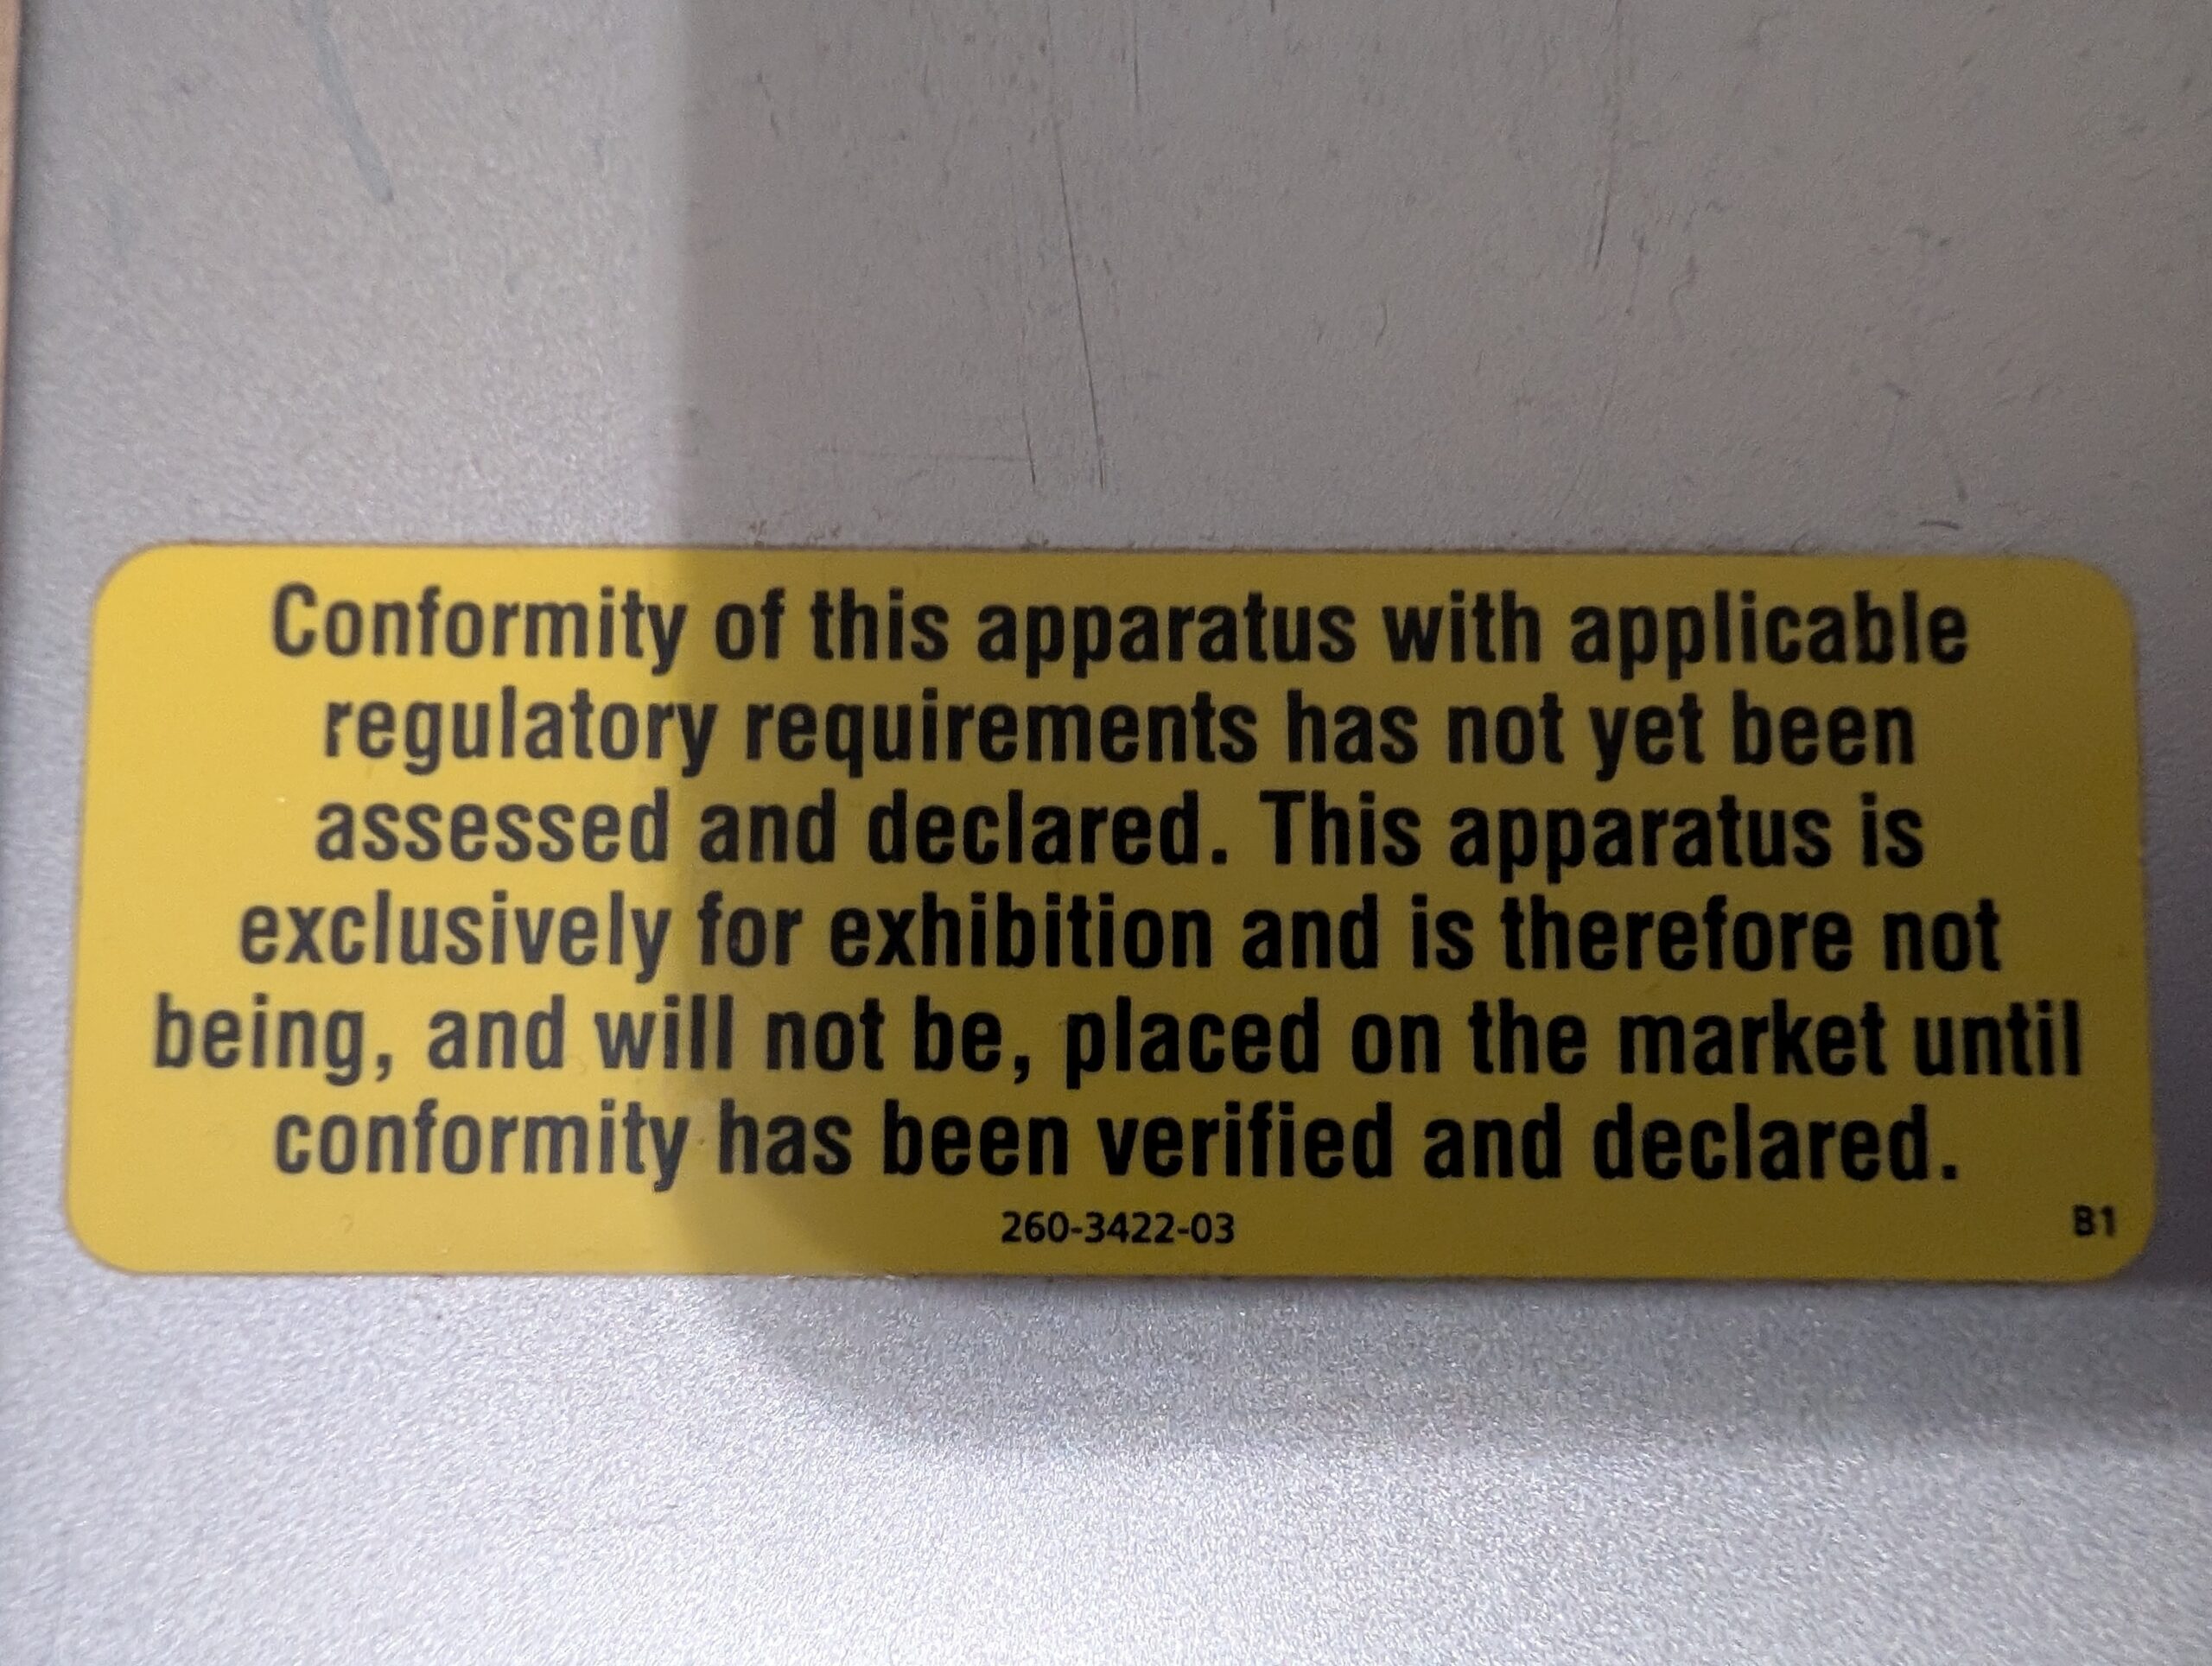 Conformity of this apparatus with applicable
regulatory requirements has not yet been
assessed and declared. This apparatus is
exclusively for exhibition and is therefore not
being, and will not be, placed on the market until
conformity has been verified and declared.
260-3422-03
B1